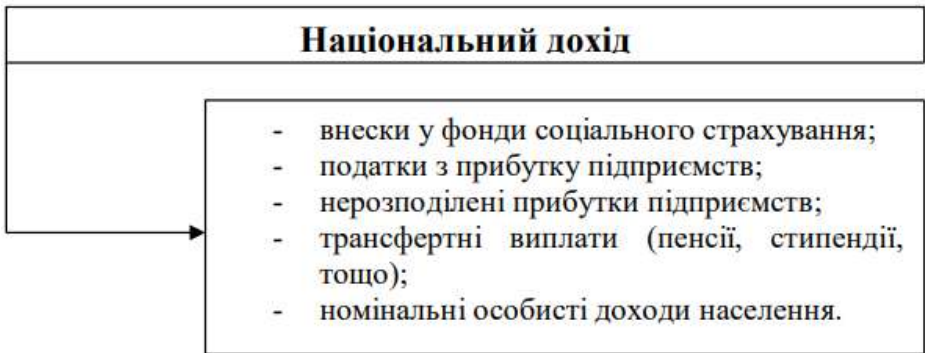 Національний дохід
- внески у фонди соціального страхування;
- податки з прибутку підприємств;
- нерозподілені прибутки підприємств;
- трансфертні виплати (пенсії, стипендії,
тощо);
- номінальні особисті доходи населення.